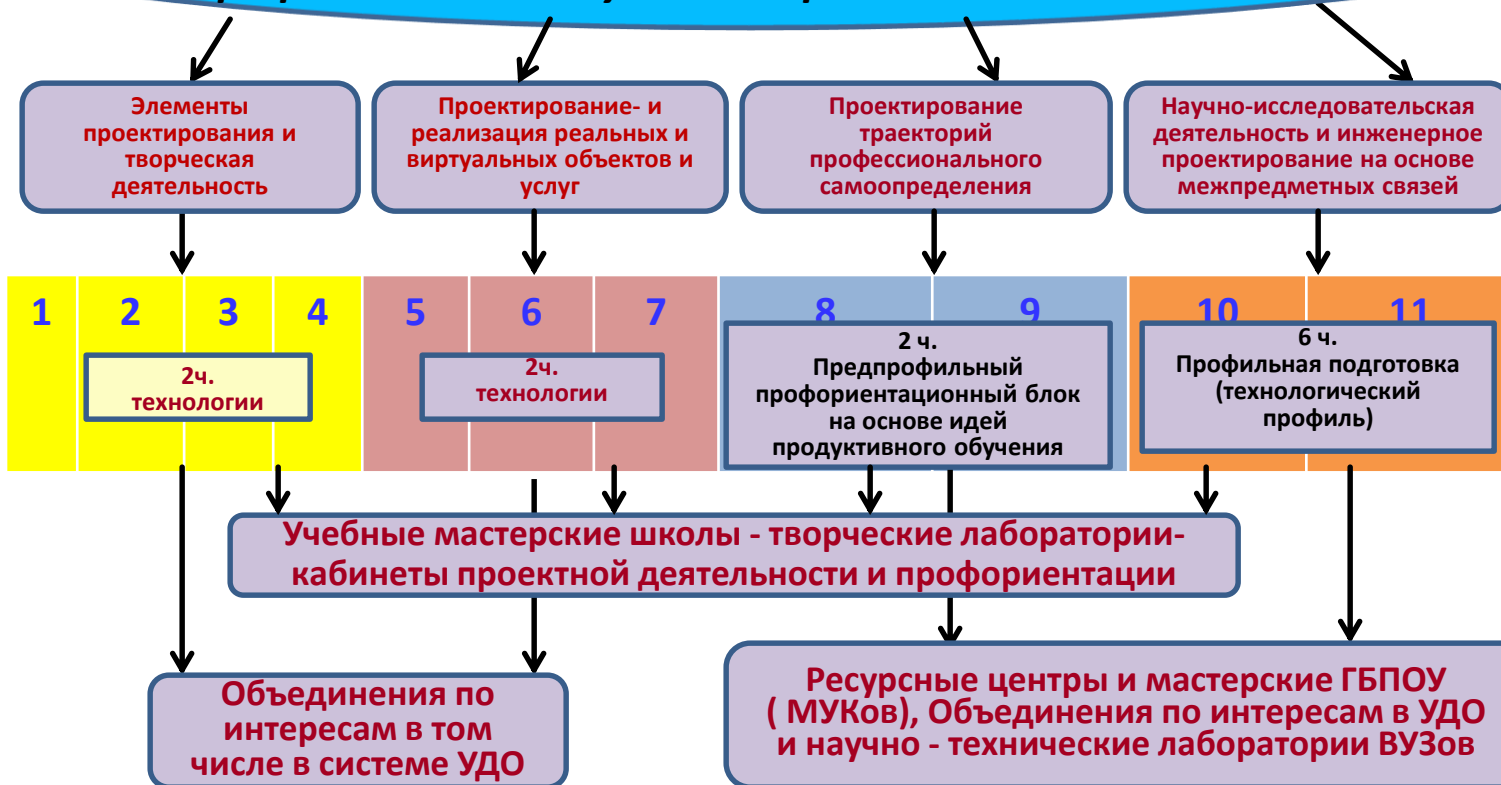 Элементы
проектирования и
творческая
деятельность
Проектирование- и
реализация реальных и
виртуальных объектов и
услуг
Проектирование
траекторий
профессионального
самоопределения
Научно-исследовательская
деятельность и инженерное
проектирование на основе
межпредметных связей
1 2 3 4 5 6 7 8 9 10 11
2ч.
технологии
2ч.
технологии
2 ч.
Предпрофильный
профориентационный блок
на основе идей
продуктивного обучения
6 ч.
Профильная подготовка
(технологический
профиль)
Учебные мастерские школы - творческие лаборатории-
кабинеты проектной деятельности и профориентации
Объединения по
интересам в том
числе в системе УДО
Ресурсные центры и мастерские ГБПОУ
( МУКов), Объединения по интересам в УДО
и научно - технические лаборатории ВУЗов